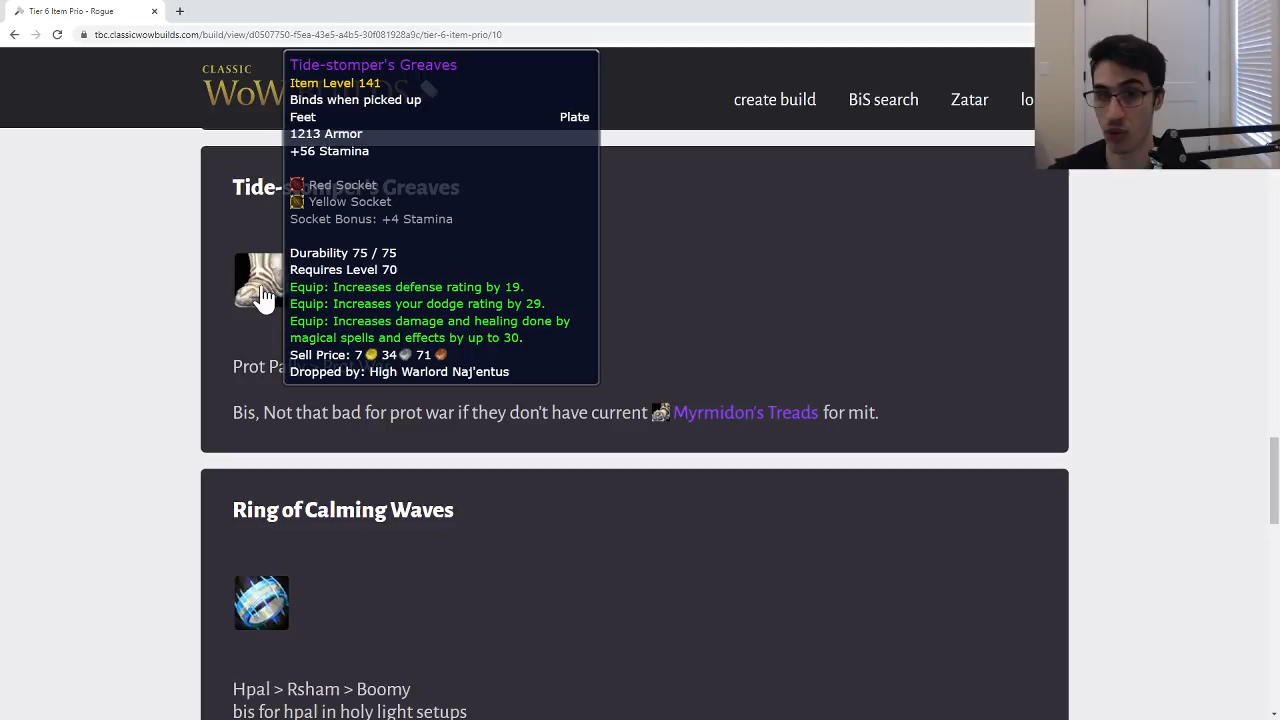 Tier 6 Item Prio - Rogue
tbc.classicwowbuilds.com/build/view/d0507750-f5ea-43e5-a4b5-30f081928a9c/tier-6-item-prio/10
CLASSIC
WoW
create build
BiS search
Zatar
lo
Tide-stomper's Greaves
Item Level 141
Binds when picked up
Feet Plate
1213 Armor
+56 Stamina
Red Socket
Yellow Socket
Socket Bonus: +4 Stamina
Durability 75 / 75
Requires Level 70
Equip: Increases defense rating by 19.
Equip: Increases your dodge rating by 29.
Equip: Increases damage and healing done by
magical spells and effects by up to 30.
Sell Price: 7 34 71
Dropped by: High Warlord Naj'entus
Tide-stomper's Greaves
Prot
Bis, Not that bad for prot war if they don't have current Myrmidon's Treads for mit.
Ring of Calming Waves
Hpal > Rsham > Boomy
bis for hpal in holy light setups